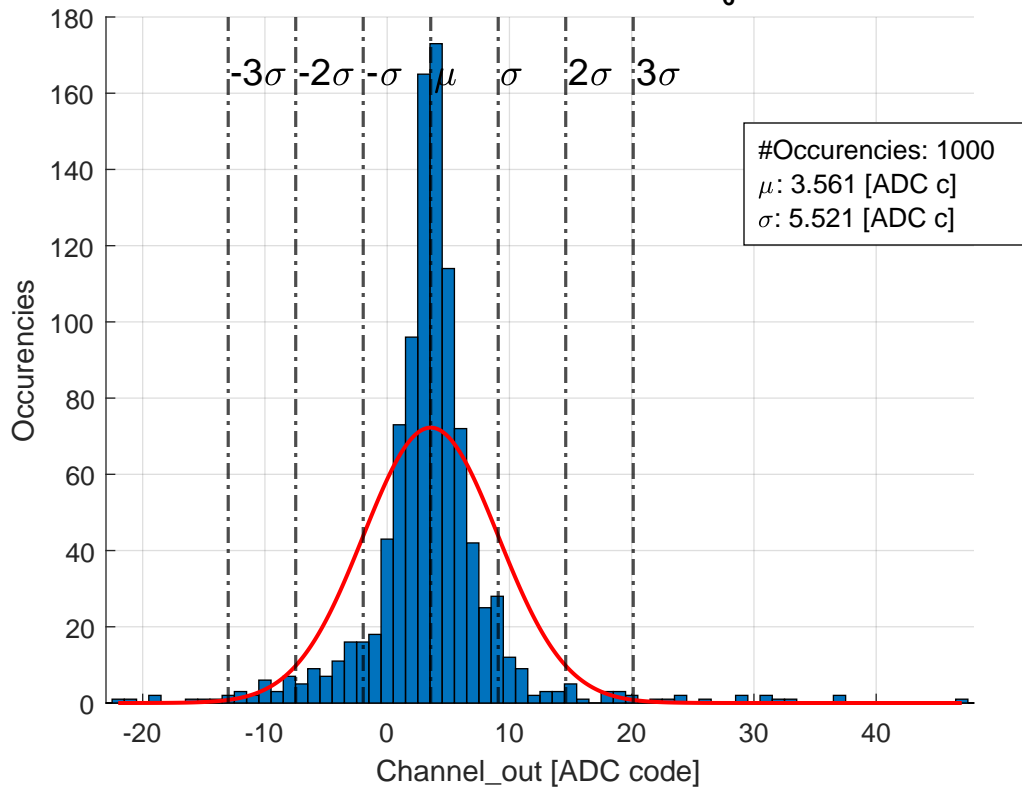 180
160
140
120
100
80
60
40
20
0
Occurencies
-3σ -2σ -σ μ σ 2σ 3σ
#Occurencies: 1000
μ: 3.561 [ADC c]
σ: 5.521 [ADC c]
-20 -10 0 10 20 30 40
Channel_out [ADC code]